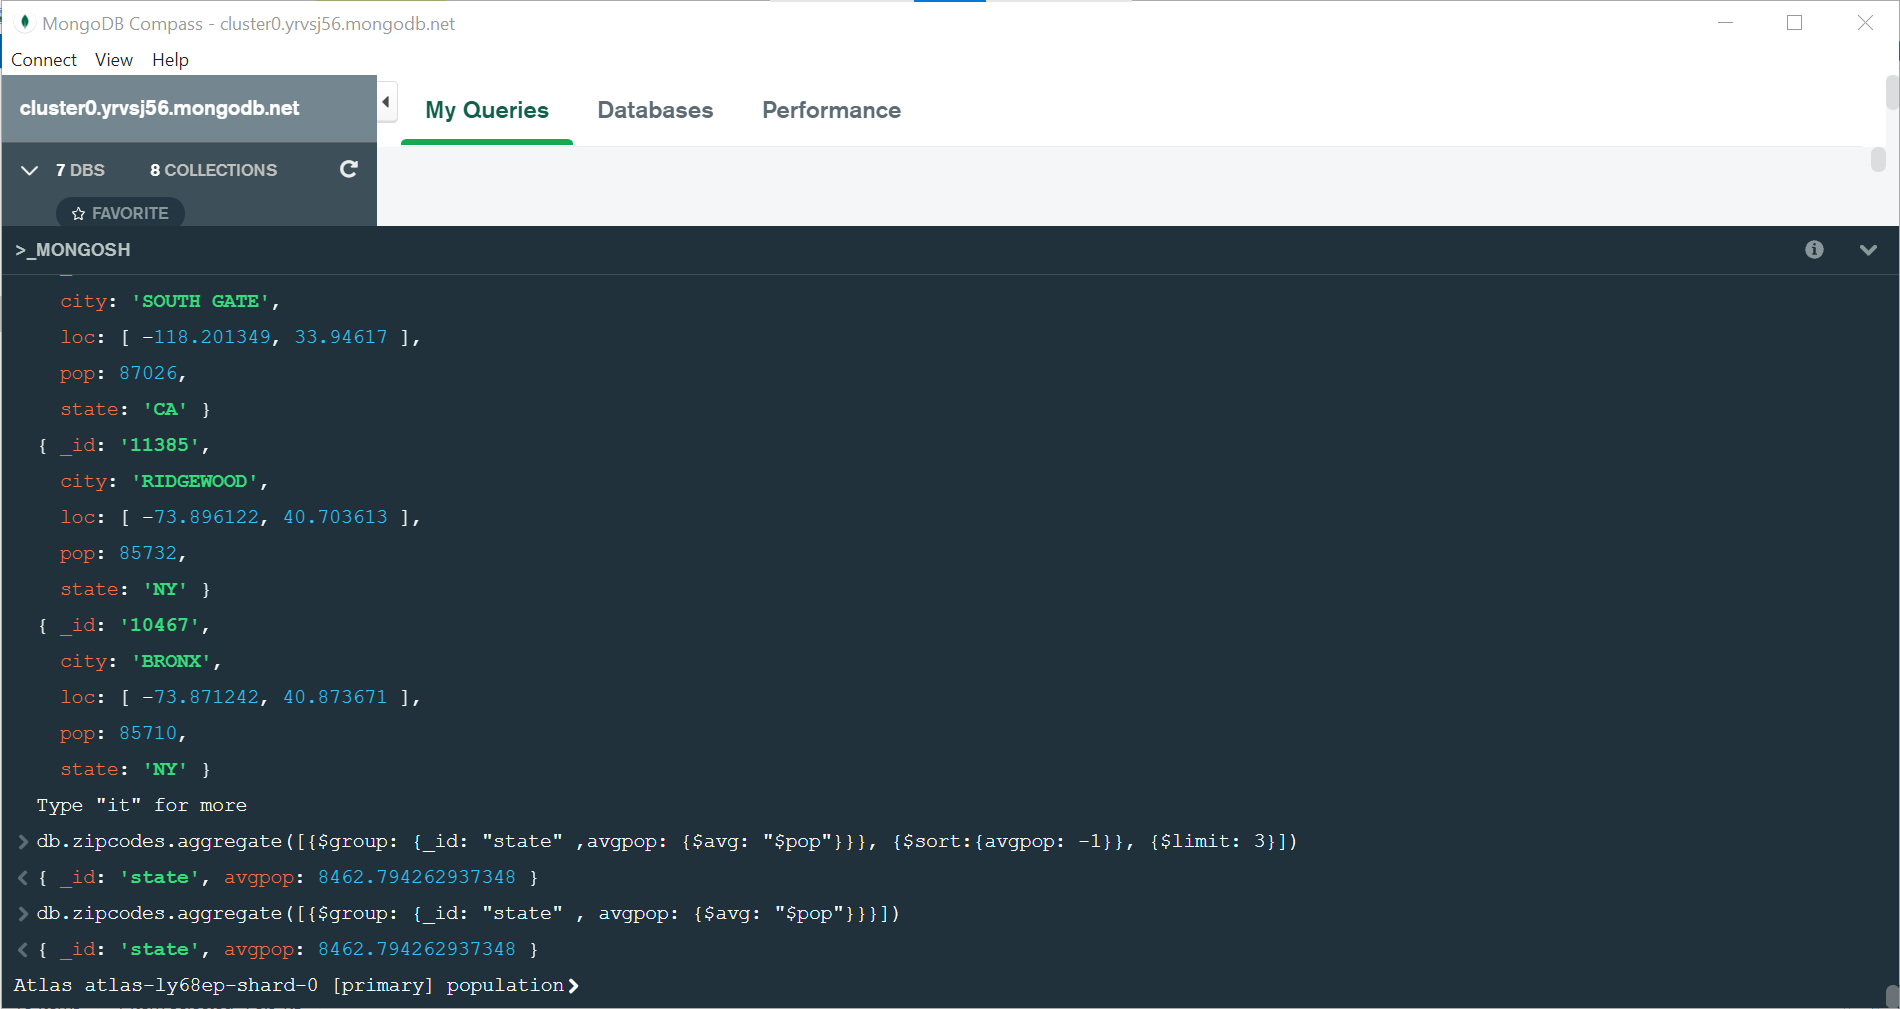 MongoDB Compass - cluster0.yrvsj56.mongodb.net
Connect View Help
cluster0.yrvsj56.mongodb.net
My Queries Databases Performance
7 DBS 8 COLLECTIONS
FAVORITE
>_MONGOSH
city: 'SOUTH GATE',
loc: [ -118.201349, 33.94617 ],
pop: 87026,
state: 'CA' }
{ _id: '11385',
city: 'RIDGEWOOD',
loc: [ -73.896122, 40.703613 ],
pop: 85732,
state: 'NY' }
{ _id: '10467',
city: 'BRONX',
loc: [ -73.871242, 40.873671 ],
pop: 85710,
state: 'NY' }
Type "it" for more
> db.zipcodes.aggregate([{$group: {_id: "state" ,avgpop: {$avg: "$pop"}}}, {$sort:{avgpop: -1}}, {$limit: 3}])
< { _id: 'state', avgpop: 8462.794262937348 }
> db.zipcodes.aggregate([{$group: {_id: "state" , avgpop: {$avg: "$pop"}}}])
< { _id: 'state', avgpop: 8462.794262937348 }
Atlas atlas-ly68ep-shard-0 [primary] population>